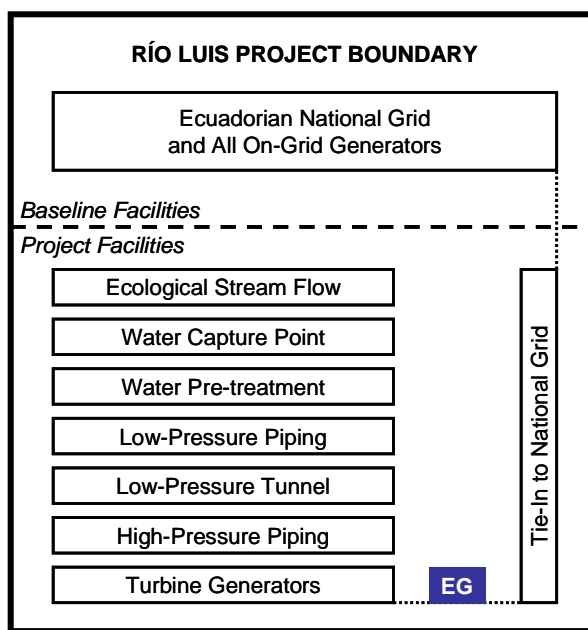 RÍO LUIS PROJECT BOUNDARY
Ecuadorian National Grid
and All On-Grid Generators
Baseline Facilities
Project Facilities
Ecological Stream Flow
Water Capture Point
Water Pre-treatment
Low-Pressure Piping
Low-Pressure Tunnel
High-Pressure Piping
Turbine Generators
EG
Tie-In to National Grid